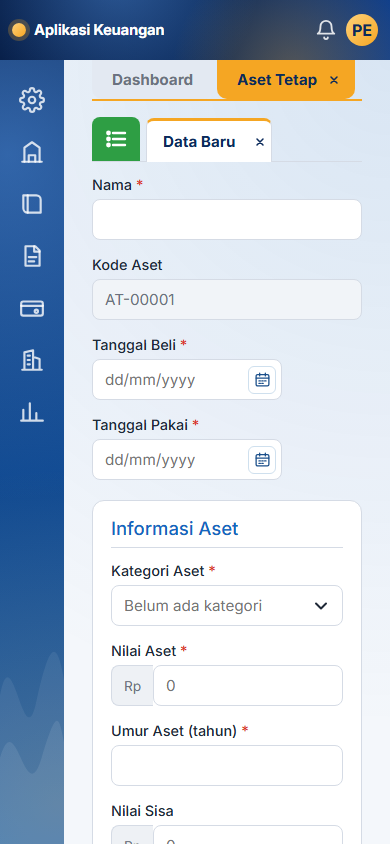 Aplikasi Keuangan
PE
Dashboard
Aset Tetap ×
Data Baru ×
Nama *
Kode Aset
AT-00001
Tanggal Beli *
dd/mm/yyyy
Tanggal Pakai *
dd/mm/yyyy
Informasi Aset
Kategori Aset *
Belum ada kategori
Nilai Aset *
Rp 0
Umur Aset (tahun) *
Nilai Sisa
Rp 0